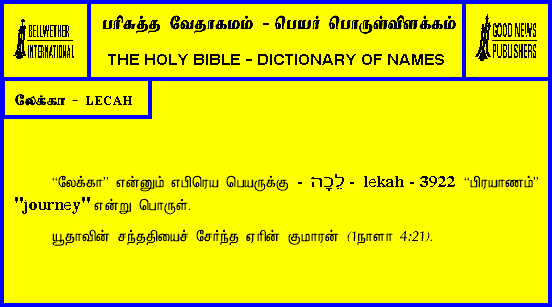 BELLWETHER
INTERNATIONAL
பரிசுத்த வேதாகமம் - பெயர் பொருள்விளக்கம்
THE HOLY BIBLE - DICTIONARY OF NAMES
GOOD NEWS
PUBLISHERS
லேக்கா - LECAH
“லேக்கா” என்னும் எபிரெய பெயருக்கு - לֵכָה - lekah - 3922 “பிரயாணம்”
"journey" என்று பொருள்.
யூதாவின் சந்ததியைச் சேர்ந்த ஏரின் குமாரன் (1நாளா 4:21).